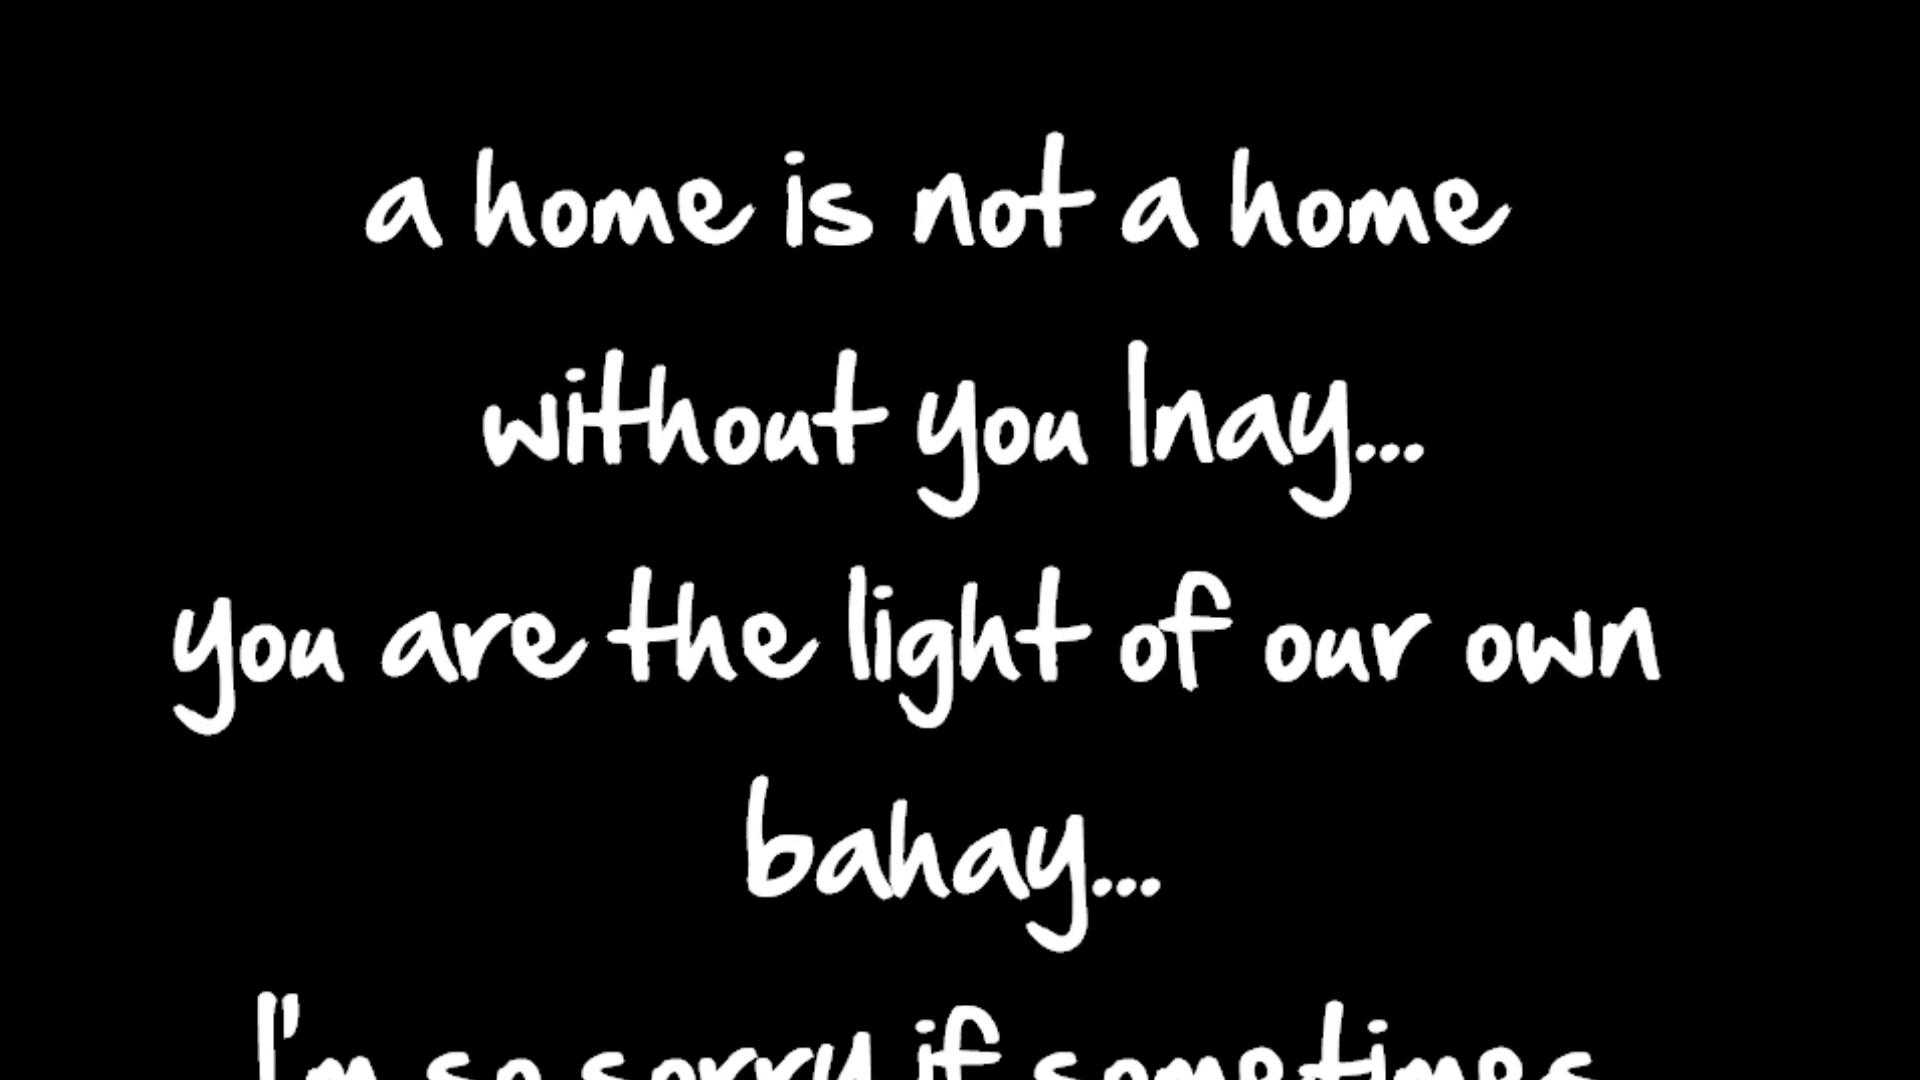 a home is not a home
without you Inay...
you are the light of our own
bahay...
I'm so sorry if sometimes